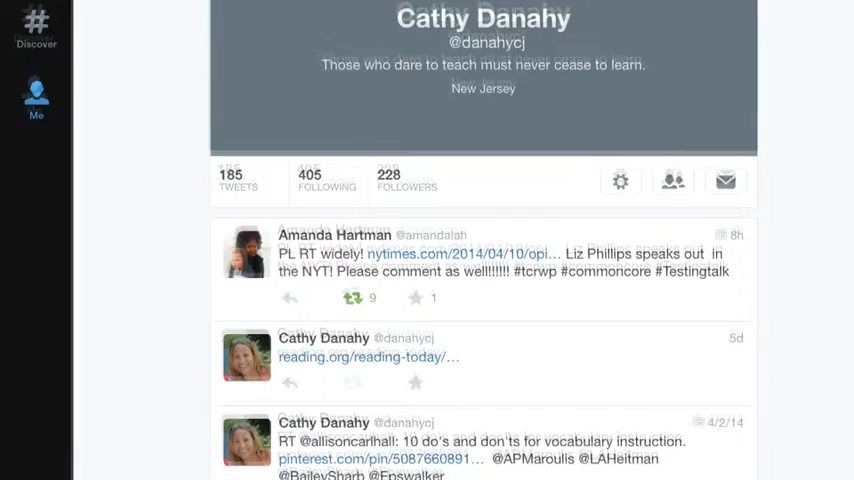 Discover
Me
Cathy Danahy
@danahycj
Those who dare to teach must never cease to learn.
New Jersey
185
TWEETS
405
FOLLOWING
228
FOLLOWERS
Amanda Hartman @amandalah
8h
PL RT widely! nytimes.com/2014/04/10/opi… Liz Phillips speaks out in
the NYT! Please comment as well!!!!!! #tcrwp #commoncore #Testingtalk
9
1
Cathy Danahy @danahycj
5d
reading.org/reading-today/…
Cathy Danahy @danahycj
4/2/14
RT @allisoncarlhall: 10 do's and don'ts for vocabulary instruction.
pinterest.com/pin/5087660891… @APMaroulis @LAHeitman
@BaileySharp @Epswalker